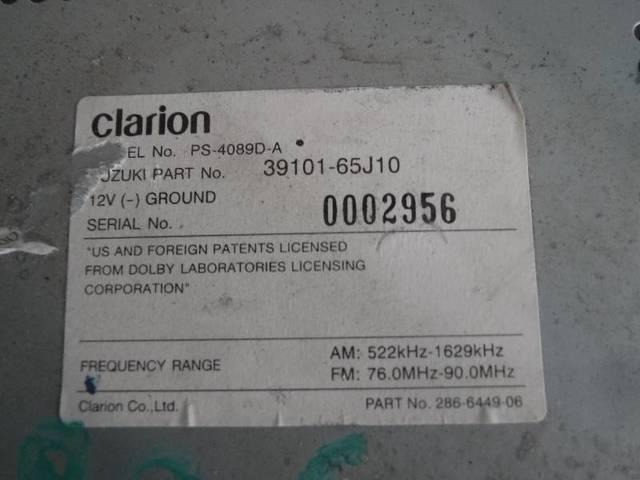 clarion
EL No. PS-4089D-A
UZUKI PART No. 39101-65J10
12V (-) GROUND
SERIAL No. 0002956
"US AND FOREIGN PATENTS LICENSED
FROM DOLBY LABORATORIES LICENSING
CORPORATION"
FREQUENCY RANGE
AM: 522kHz-1629kHz
FM: 76.0MHz-90.0MHz
Clarion Co.,Ltd. PART No. 286-6449-06